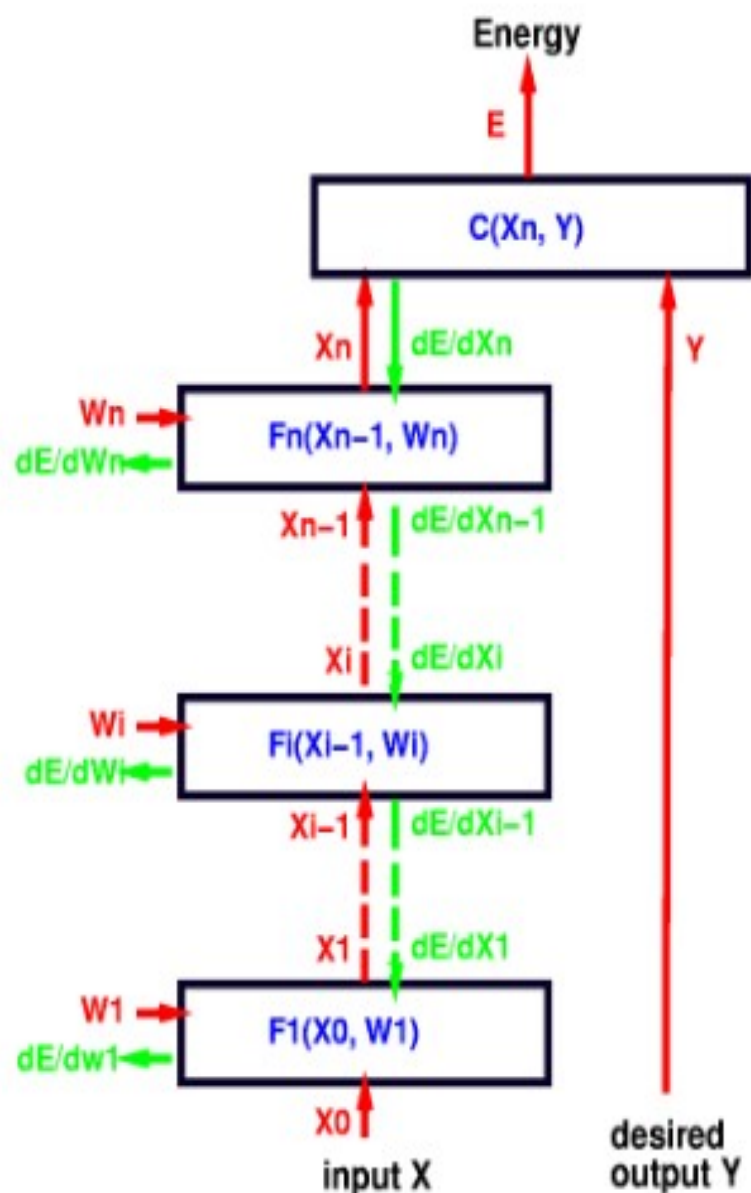 Energy
E
C(Xn, Y)
Xn dE/dXn Y
Wn
Fn(Xn-1, Wn)
dE/dWn
Xn-1 dE/dXn-1
Xi dE/dXi
Wi
Fi(Xi-1, Wi)
dE/dWi
Xi-1 dE/dXi-1
X1 dE/dX1
W1
F1(X0, W1)
dE/dw1
X0
input X
desired
output Y